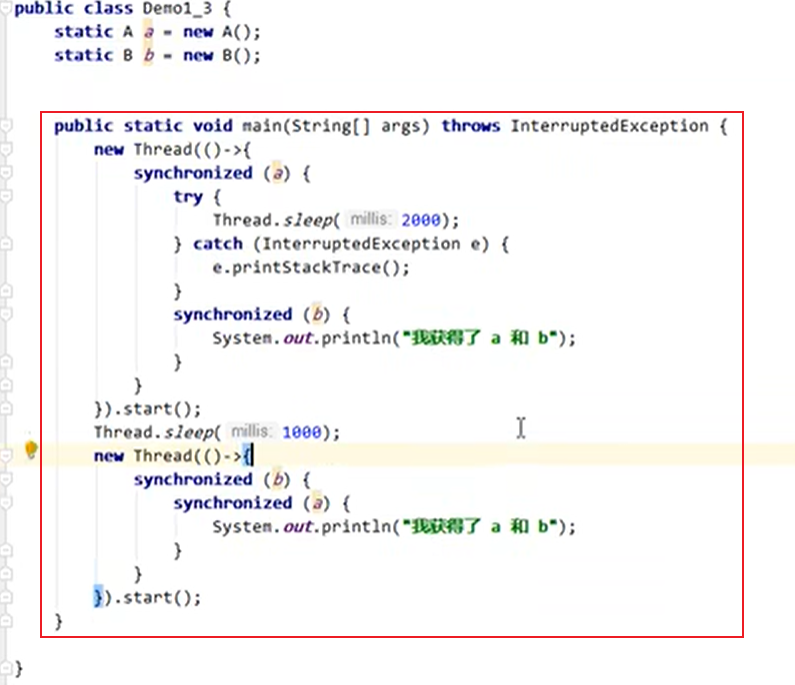 public class Demo1_3 {
    static A a = new A();
    static B b = new B();
    public static void main(String[] args) throws InterruptedException {
        new Thread(()->{
            synchronized (a) {
                try {
                    Thread.sleep( millis: 2000);
                } catch (InterruptedException e) {
                    e.printStackTrace();
                }
                synchronized (b) {
                    System.out.println("我获得了 a 和 b");
                }
            }
        }).start();
        Thread.sleep( millis: 1000);
        new Thread(()->{
            synchronized (b) {
                synchronized (a) {
                    System.out.println("我获得了 a 和 b");
                }
            }
        }).start();
    }
}